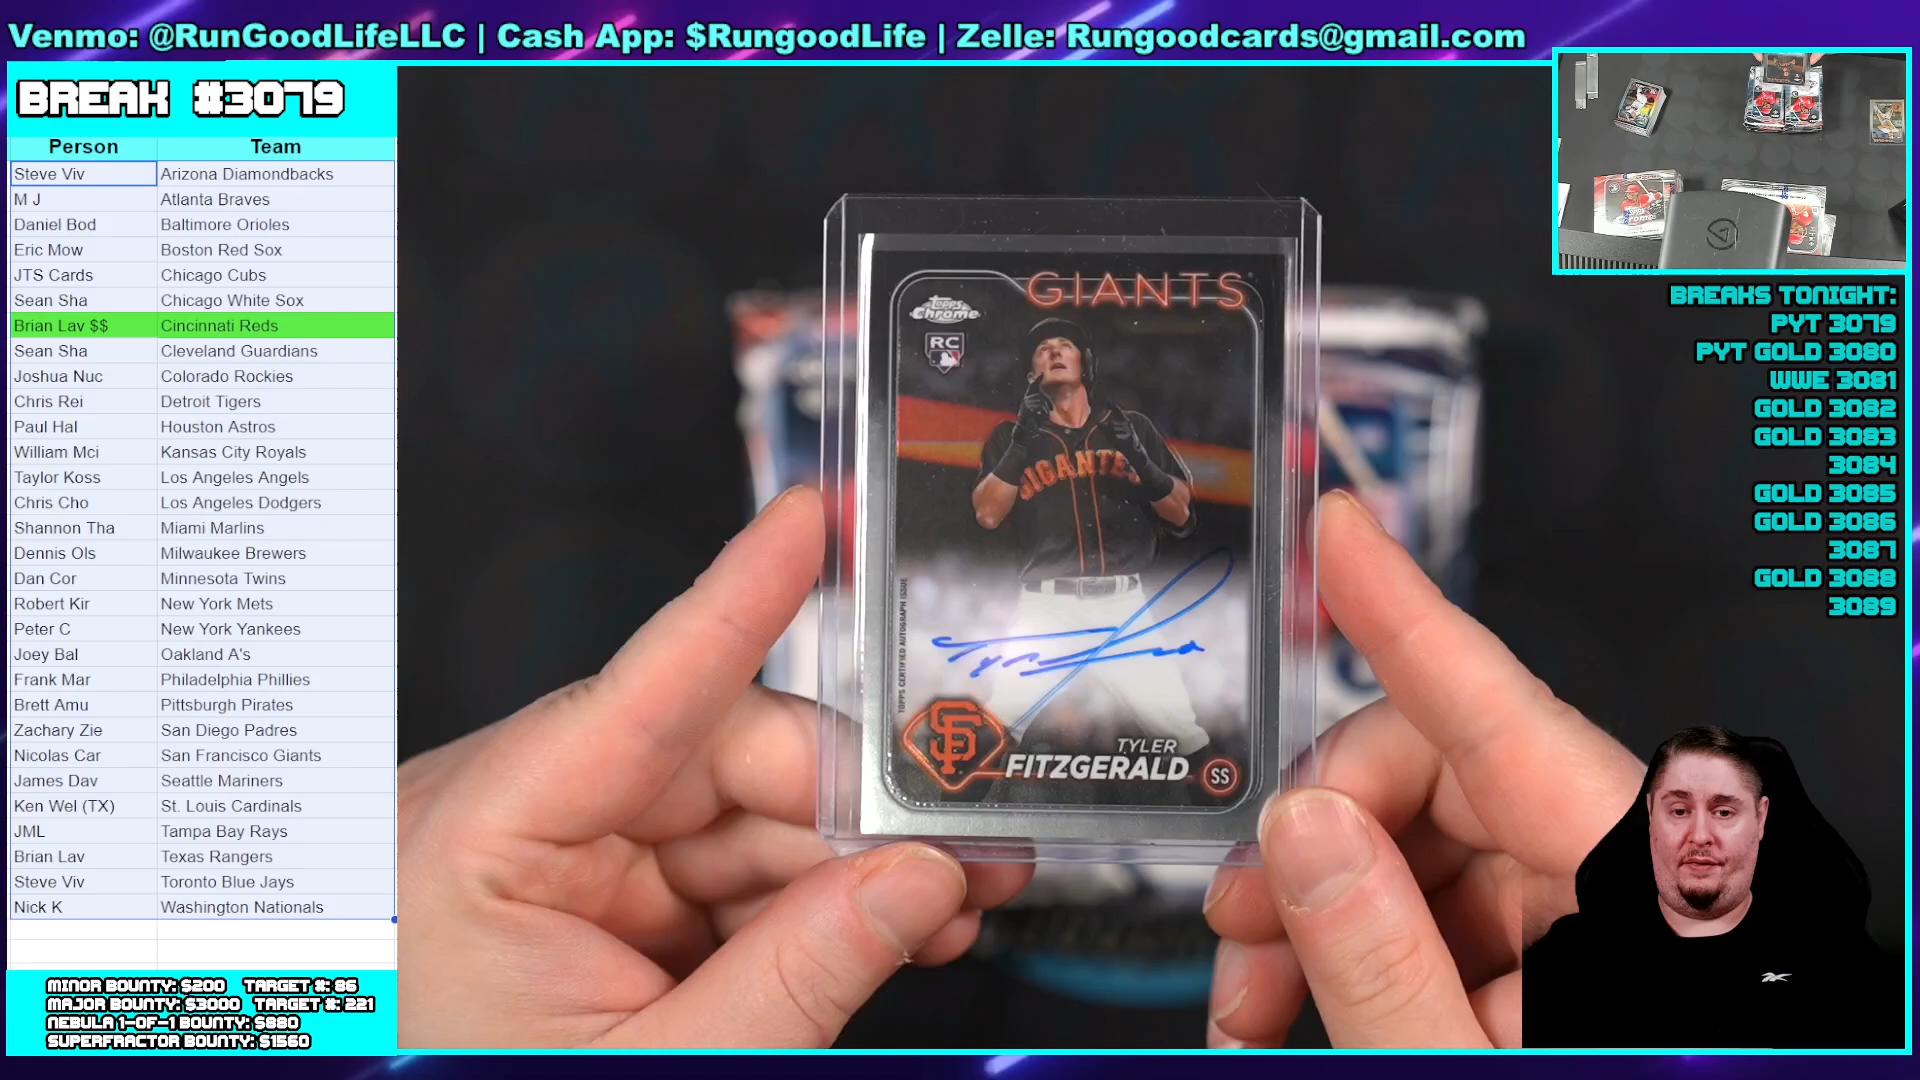 Venmo: @RunGoodLifeLLC | Cash App: $RungoodLife | Zelle: Rungoodcards@gmail.com
BREAK #3079
Person Team
Steve Viv Arizona Diamondbacks
M J Atlanta Braves
Daniel Bod Baltimore Orioles
Eric Mow Boston Red Sox
JTS Cards Chicago Cubs
Sean Sha Chicago White Sox
Brian Lav $$ Cincinnati Reds
Sean Sha Cleveland Guardians
Joshua Nuc Colorado Rockies
Chris Rei Detroit Tigers
Paul Hal Houston Astros
William Mci Kansas City Royals
Taylor Koss Los Angeles Angels
Chris Cho Los Angeles Dodgers
Shannon Tha Miami Marlins
Dennis Ols Milwaukee Brewers
Dan Cor Minnesota Twins
Robert Kir New York Mets
Peter C New York Yankees
Joey Bal Oakland A's
Frank Mar Philadelphia Phillies
Brett Amu Pittsburgh Pirates
Zachary Zie San Diego Padres
Nicolas Car San Francisco Giants
James Dav Seattle Mariners
Ken Wel (TX) St. Louis Cardinals
JML Tampa Bay Rays
Brian Lav Texas Rangers
Steve Viv Toronto Blue Jays
Nick K Washington Nationals
MINOR BOUNTY: $200 TARGET #: 86
MAJOR BOUNTY: $3000 TARGET #: 221
NEBULA 1-OF-1 BOUNTY: $880
SUPERFRACTOR BOUNTY: $1560
GIANTS
Topps
Chrome
RC
GIGANTES
TOPPS CERTIFIED AUTOGRAPH ISSUE
SF
TYLER
FITZGERALD SS
BREAKS TONIGHT:
PYT 3079
PYT GOLD 3080
WWE 3081
GOLD 3082
GOLD 3083
3084
GOLD 3085
GOLD 3086
3087
GOLD 3088
3089